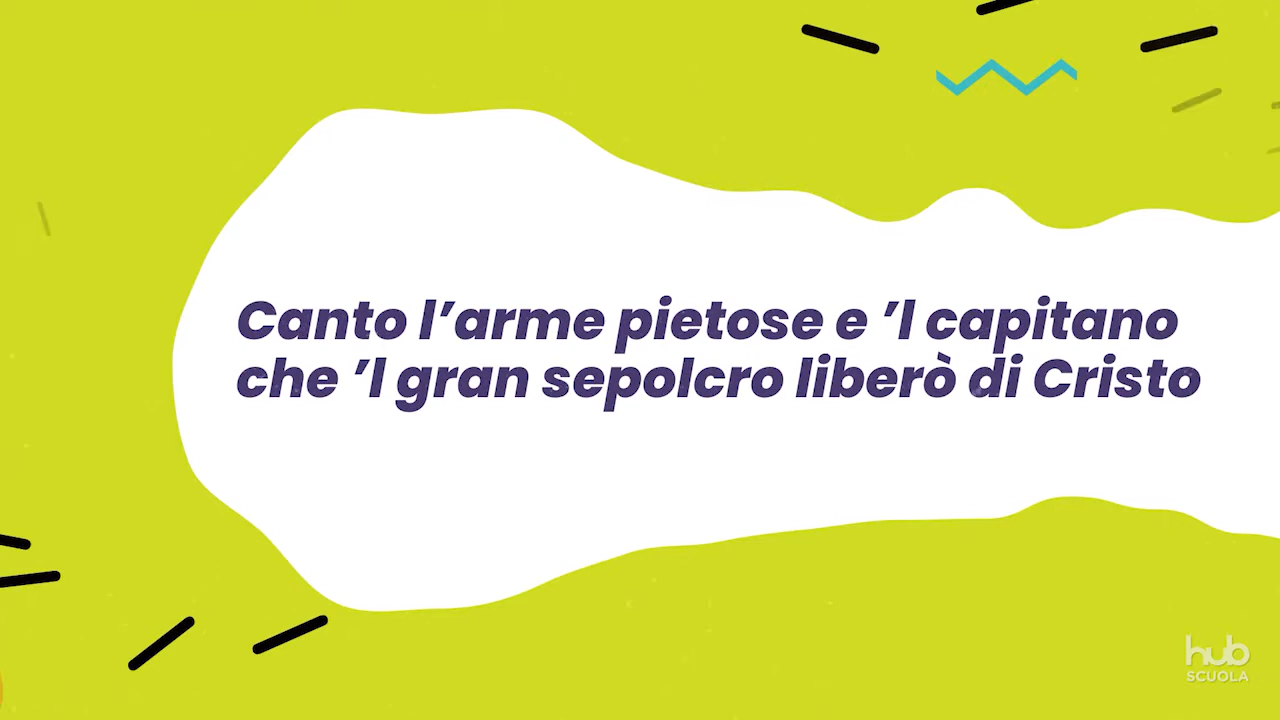 Canto l’arme pietose e ’l capitano
che ’l gran sepolcro liberò di Cristo
hub
SCUOLA